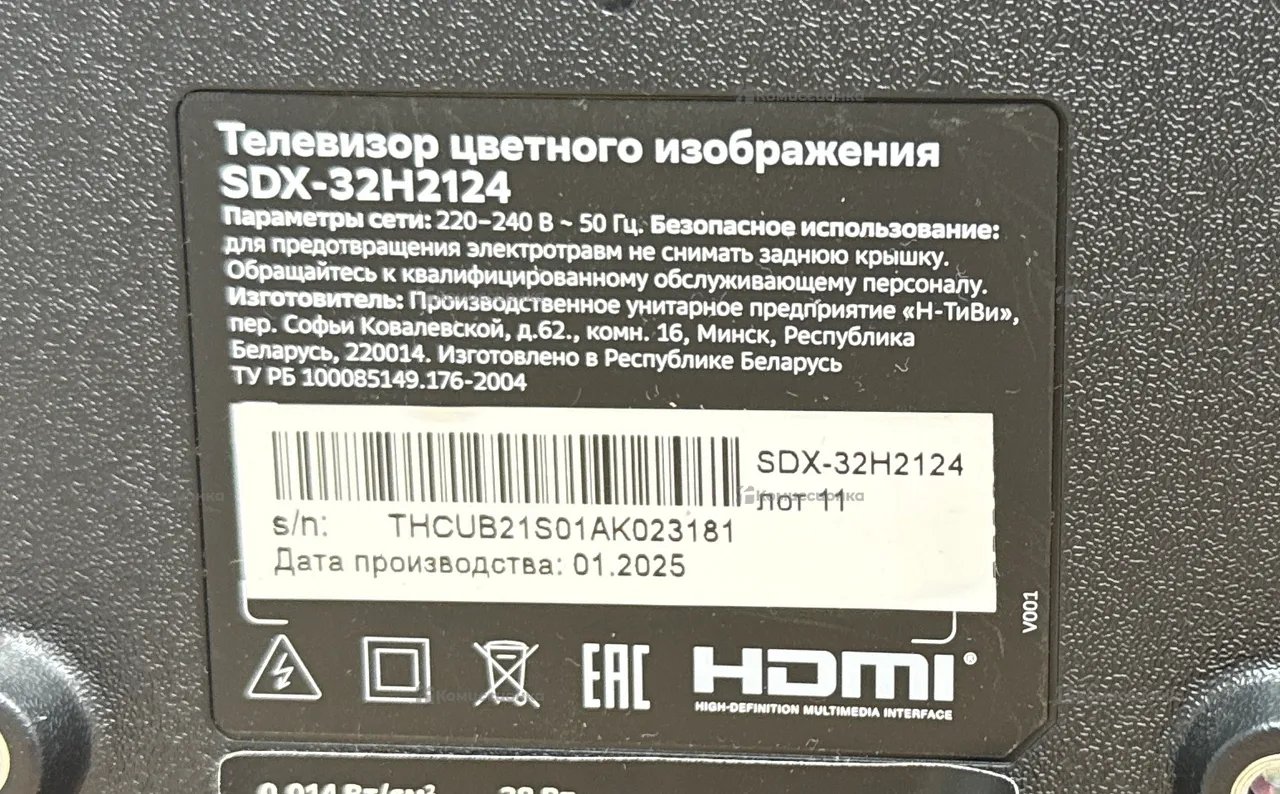 Телевизор цветного изображения
SDX-32H2124
Параметры сети: 220–240 В ~ 50 Гц. Безопасное использование:
для предотвращения электротравм не снимать заднюю крышку.
Обращайтесь к квалифицированному обслуживающему персоналу.
Изготовитель: Производственное унитарное предприятие «Н-ТиВи»,
пер. Софьи Ковалевской, д.62., комн. 16, Минск, Республика
Беларусь, 220014. Изготовлено в Республике Беларусь
ТУ РБ 100085149.176-2004
SDX-32H2124
лот 11
s/n: THCUB21S01AK023181
Дата производства: 01.2025
V001
EAC
HDMI®
HIGH-DEFINITION MULTIMEDIA INTERFACE
Комиссионка